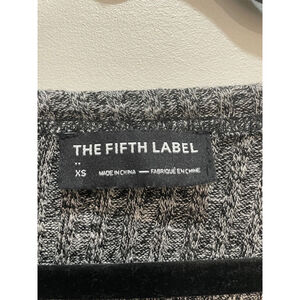 THE FIFTH LABEL
XS MADE IN CHINA — FABRIQUÉ EN CHINE